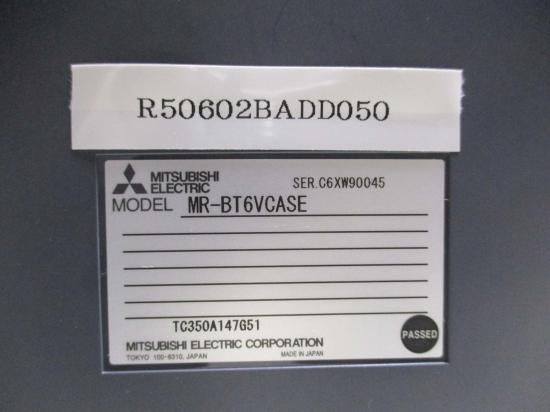 R50602BADD050
MITSUBISHI
ELECTRIC
SER.C6XW90045
MODEL MR-BT6VCASE
TC350A147G51
PASSED
MITSUBISHI ELECTRIC CORPORATION
TOKYO 100-8310, JAPAN MADE IN JAPAN